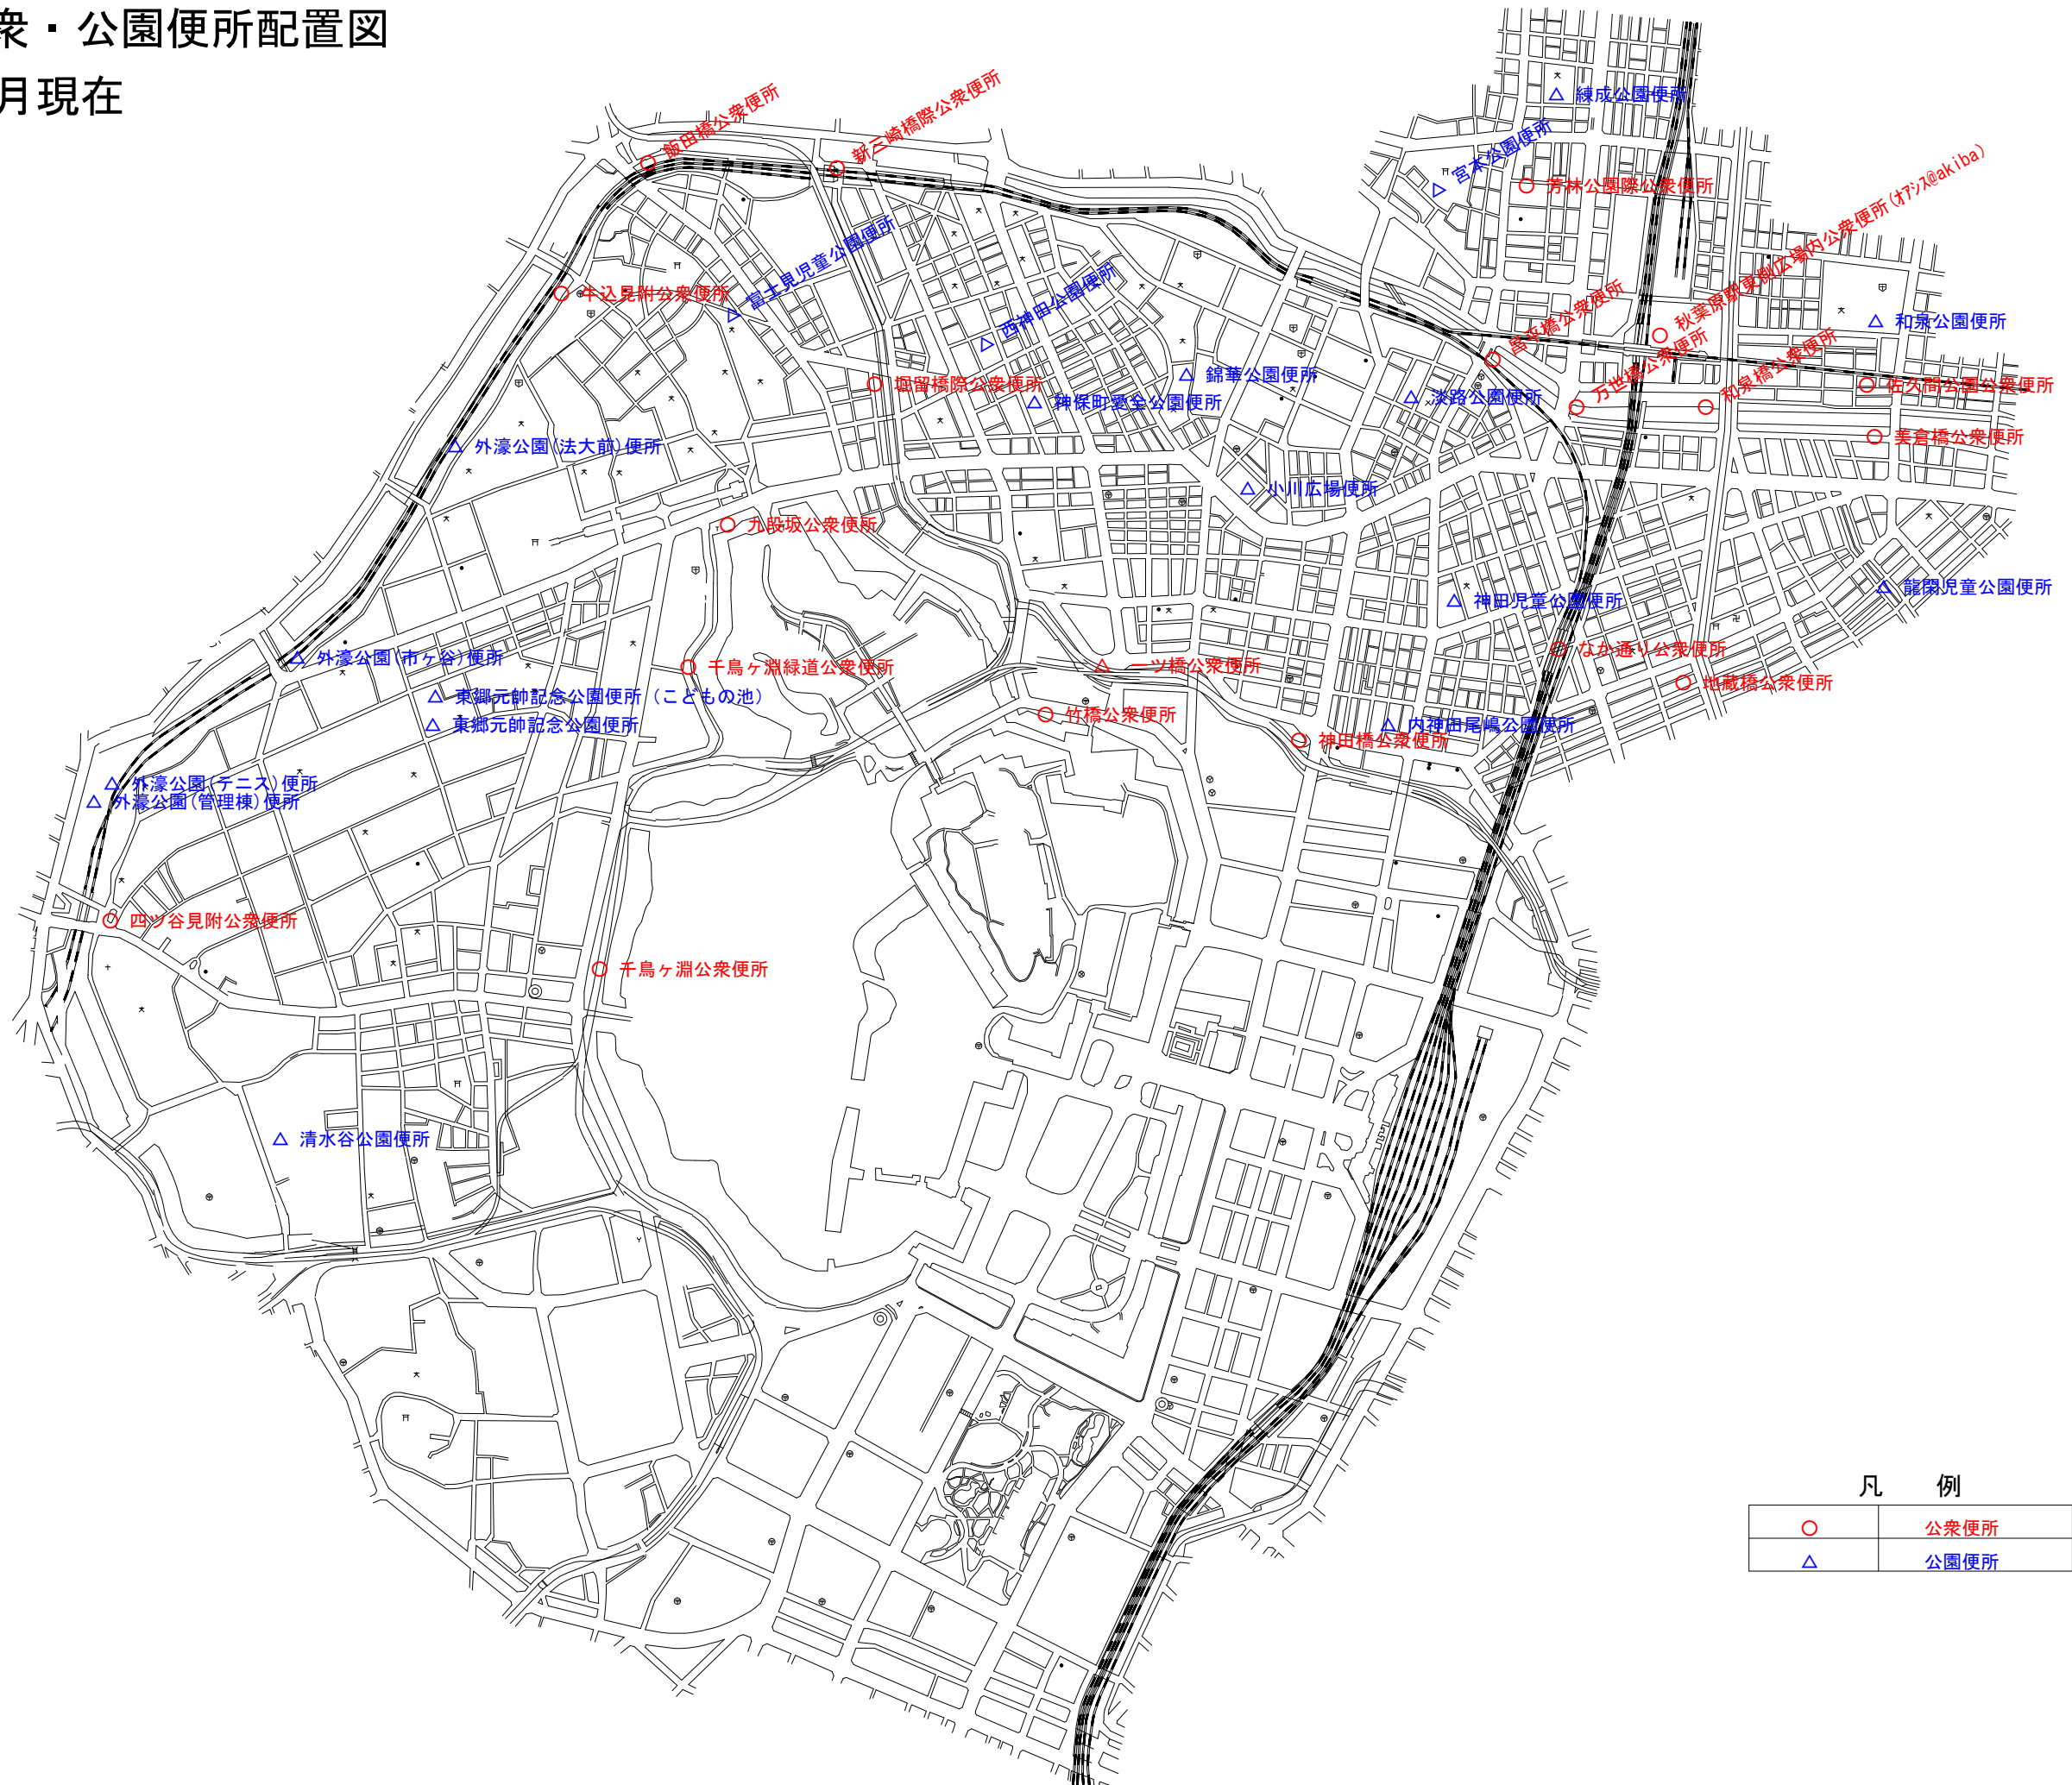 衆・公園便所配置図
月現在
練成公園便所
飯田橋公衆便所
新三崎橋際公衆便所
宮本公園便所
芳林公園際公衆便所
秋葉原駅東側広場内公衆便所(ｵｱｼｽ@akiba)
富士見児童公園便所
牛込見附公衆便所
西神田公園便所
昌平橋公衆便所
和泉公園便所
万世橋公衆便所
和泉橋公衆便所
堀留橋際公衆便所
錦華公園便所
佐久間公園公衆便所
神保町愛全公園便所
淡路公園便所
美倉橋公衆便所
外濠公園(法大前)便所
小川広場便所
九段坂公衆便所
龍閑児童公園便所
神田児童公園便所
外濠公園(市ヶ谷)便所
千鳥ヶ淵緑道公衆便所
一ツ橋公衆便所
なか通り公衆便所
地蔵橋公衆便所
東郷元帥記念公園便所（こどもの池）
東郷元帥記念公園便所
竹橋公衆便所
内神田尾嶋公園便所
神田橋公衆便所
外濠公園(テニス)便所
外濠公園(管理棟)便所
四ツ谷見附公衆便所
千鳥ヶ淵公衆便所
清水谷公園便所
凡　例
○ 公衆便所
△ 公園便所